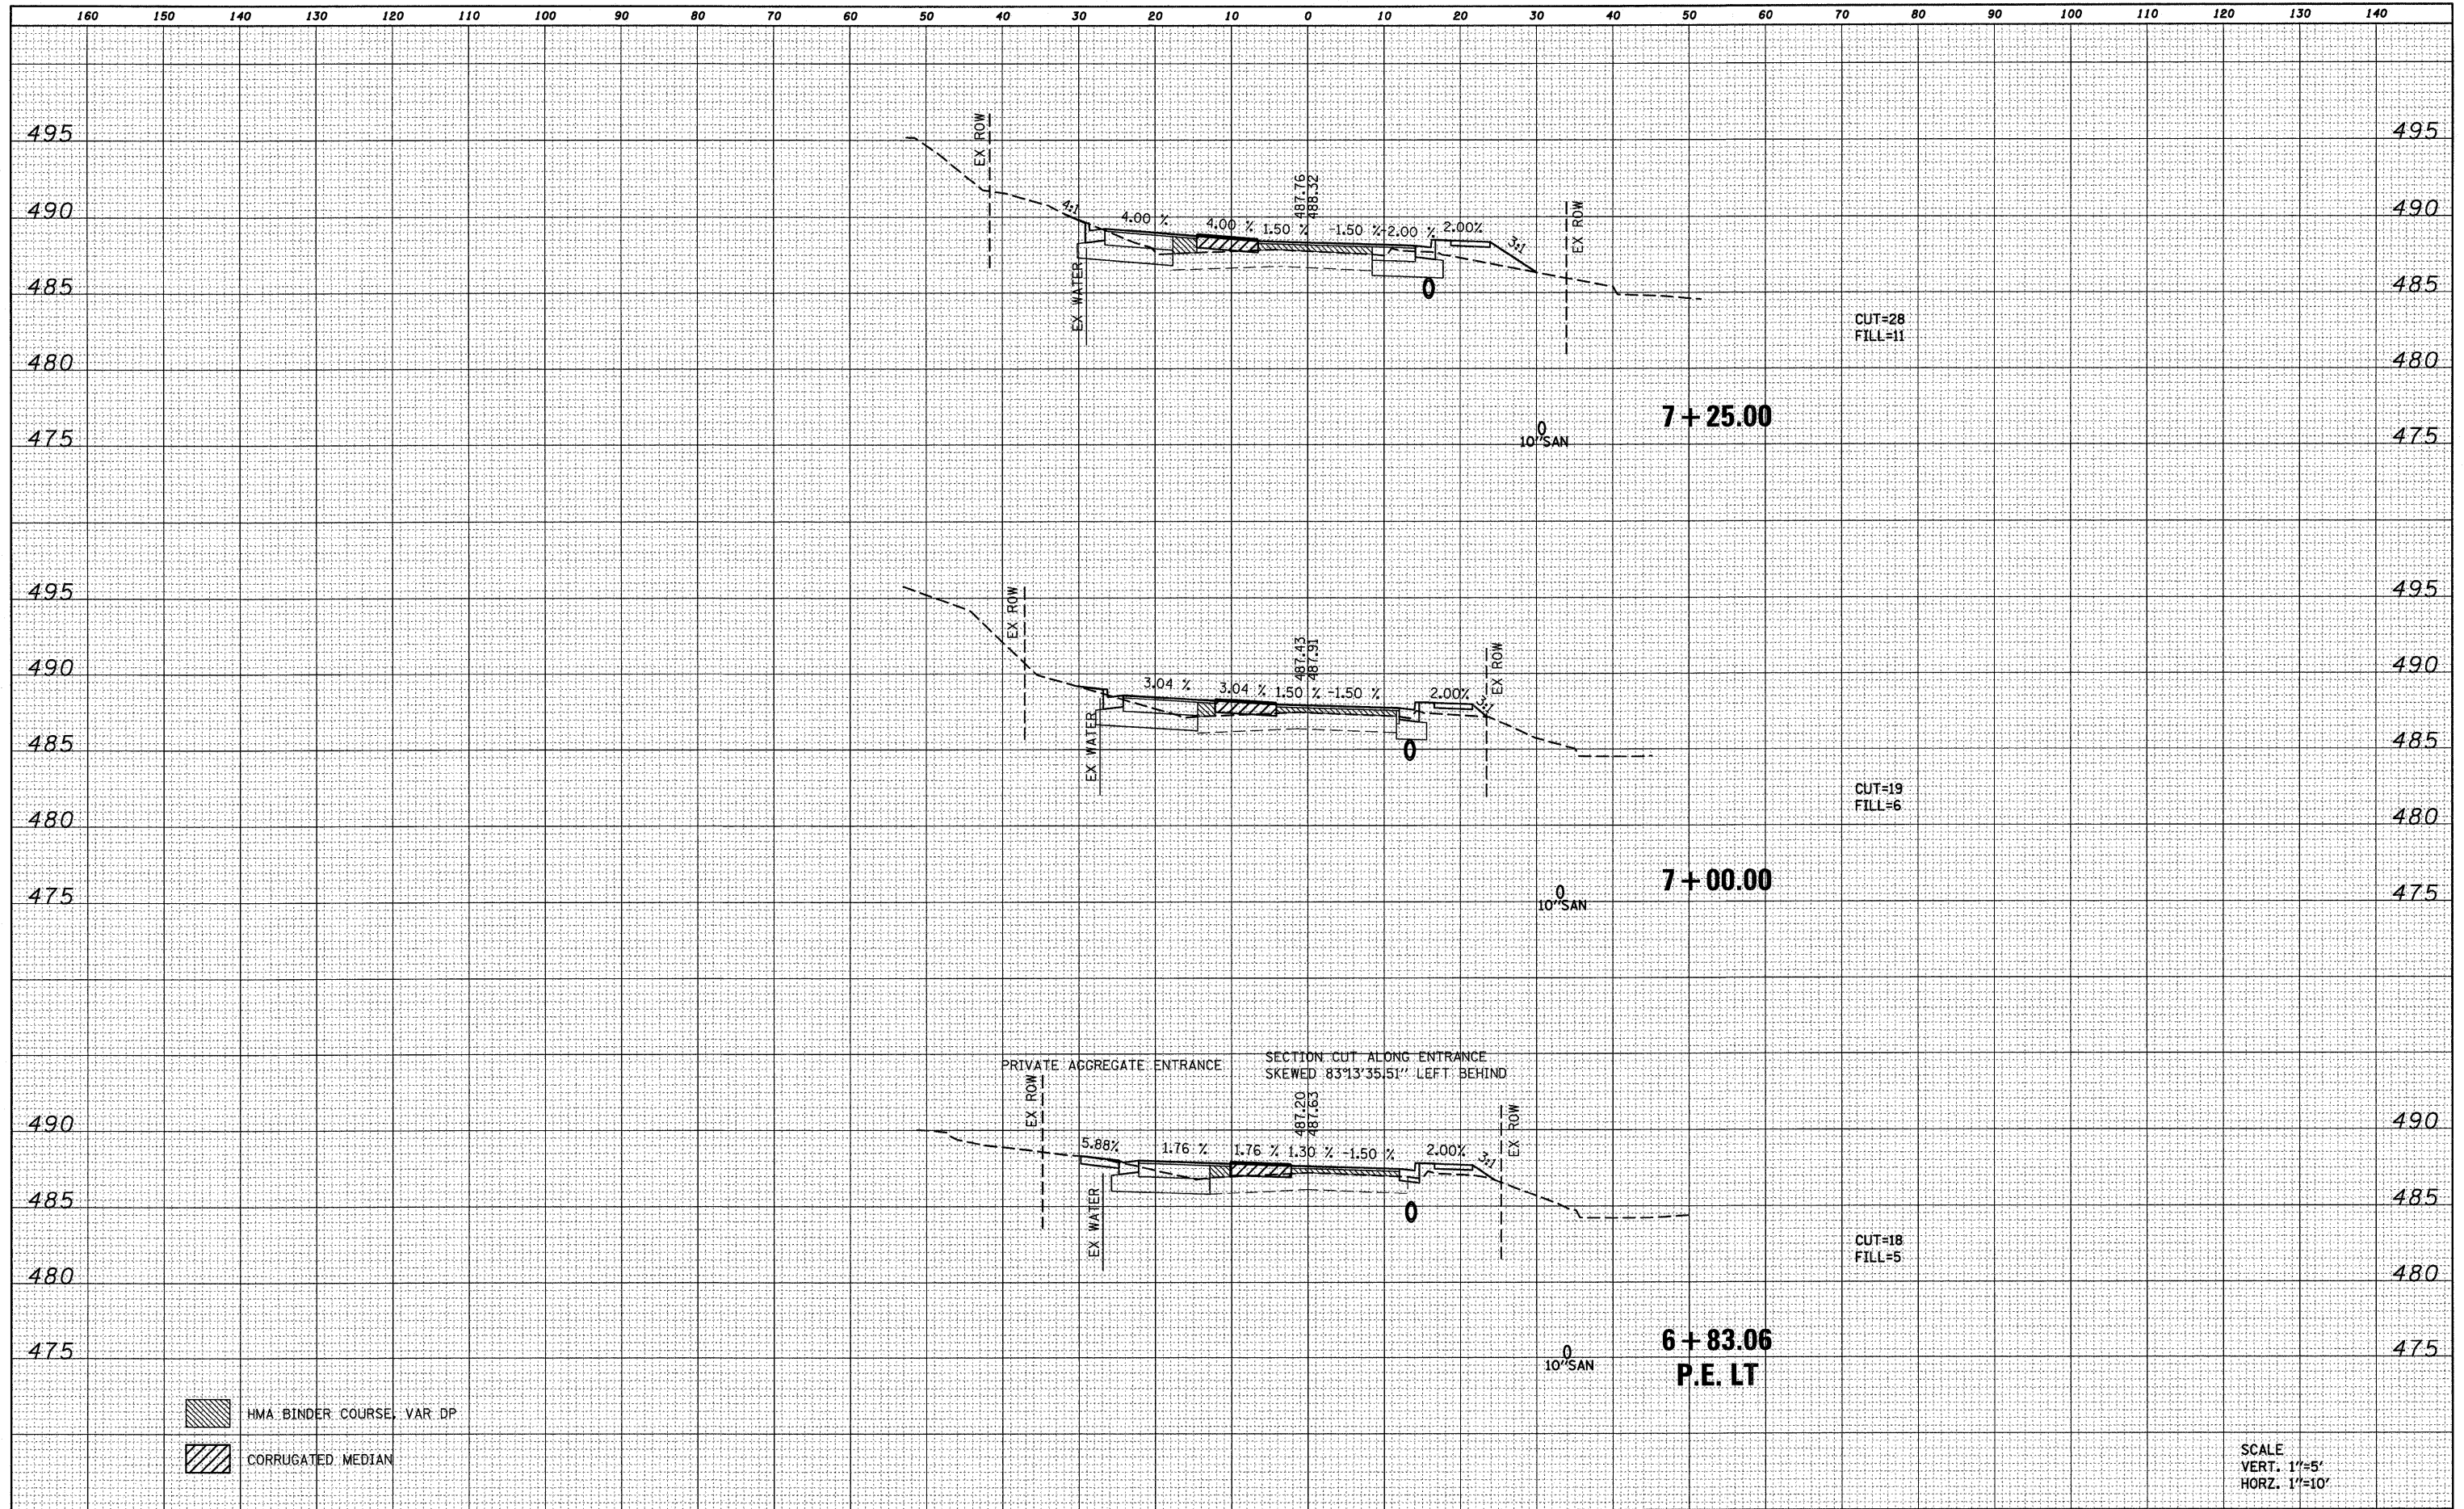 160 150 140 130 120 110 100 90 80 70 60 50 40 30 20 10 0 10 20 30 40 50 60 70 80 90 100 110 120 130 140
EX ROW
495 495
487.76
488.32
EX ROW
490 4:1 4.00 % 4.00 % 1.50 % -1.50 % -2.00 % 2.00% 3:1 490
EX WATER
485 485
CUT=28
FILL=11
480 480
7+25.00
475 10"SAN 475
495 EX ROW 495
487.43
487.91
EX ROW
490 490
3.04 % 3.04 % 1.50 % -1.50 % 2.00% 3:1
EX WATER
485 485
CUT=19
FILL=6
480 480
7+00.00
475 10"SAN 475
PRIVATE AGGREGATE ENTRANCE
SECTION CUT ALONG ENTRANCE
SKEWED 83°13'35.51" LEFT BEHIND
EX ROW
487.20
487.63
EX ROW
490 490
5.88% 1.76 % 1.76 % 1.30 % -1.50 % 2.00% 3:1
EX WATER
485 485
CUT=18
FILL=5
480 480
6+83.06
P.E. LT
475 10"SAN 475
HMA BINDER COURSE, VAR DP
CORRUGATED MEDIAN
SCALE
VERT. 1"=5'
HORZ. 1"=10'